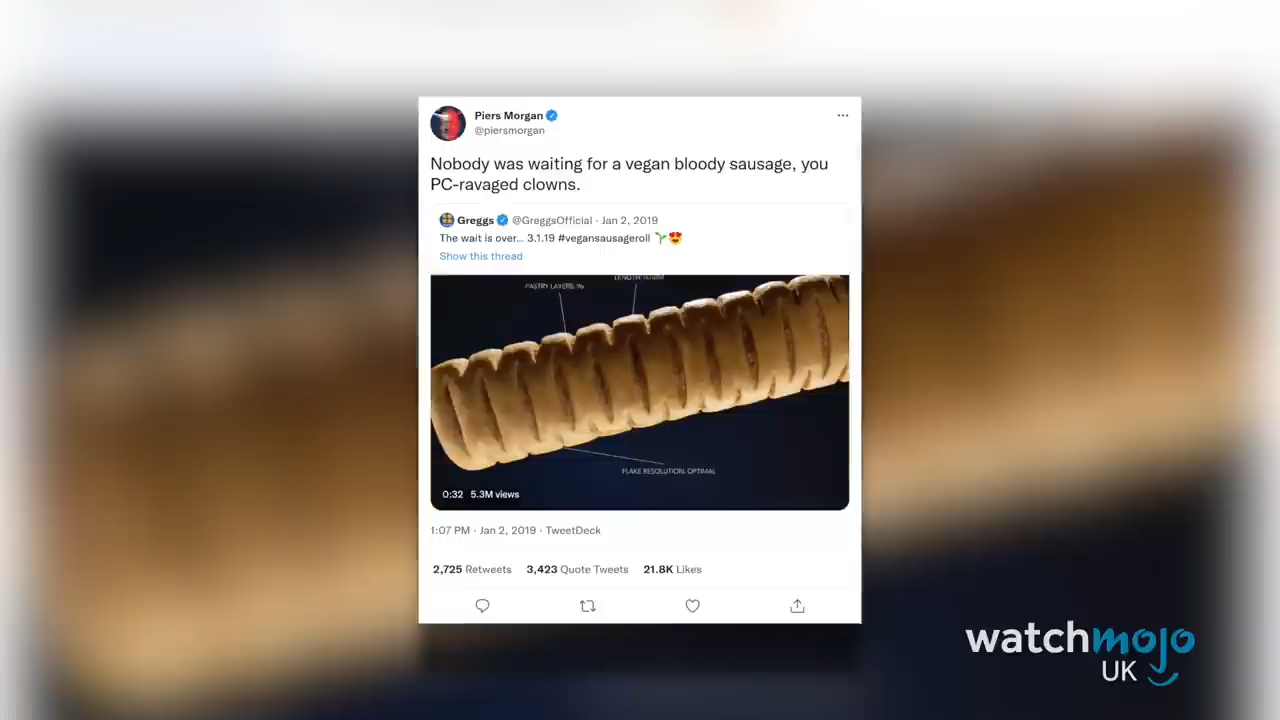 Piers Morgan
@piersmorgan
Nobody was waiting for a vegan bloody sausage, you
PC-ravaged clowns.
Greggs @GreggsOfficial · Jan 2, 2019
The wait is over... 3.1.19 #vegansausageroll 🌱😍
Show this thread
PASTRY LAYERS: 96
FLAKE RESOLUTION: OPTIMAL
0:32 5.3M views
1:07 PM · Jan 2, 2019 · TweetDeck
2,725 Retweets 3,423 Quote Tweets 21.8K Likes
watchmojo
UK